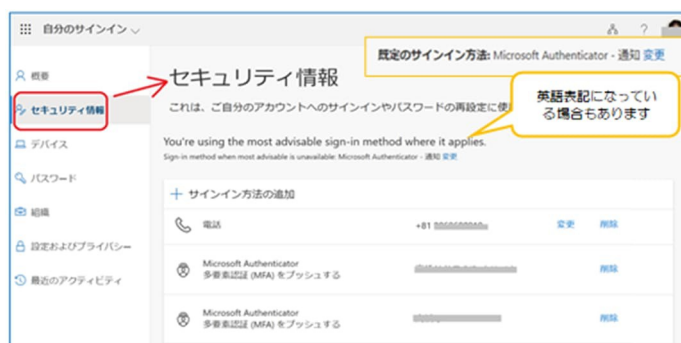 自分のサインイン
?
既定のサインイン方法: Microsoft Authenticator - 通知 変更
概要
セキュリティ情報
デバイス
パスワード
組織
設定およびプライバシー
最近のアクティビティ
セキュリティ情報
これは、ご自分のアカウントへのサインインやパスワードの再設定に使
英語表記になってい
る場合もあります
You're using the most advisable sign-in method where it applies.
Sign-in method when most advisable is unavailable: Microsoft Authenticator - 通知 変更
+ サインイン方法の追加
電話 +81 変更 削除
Microsoft Authenticator
多要素認証 (MFA) をプッシュする 削除
Microsoft Authenticator
多要素認証 (MFA) をプッシュする 削除